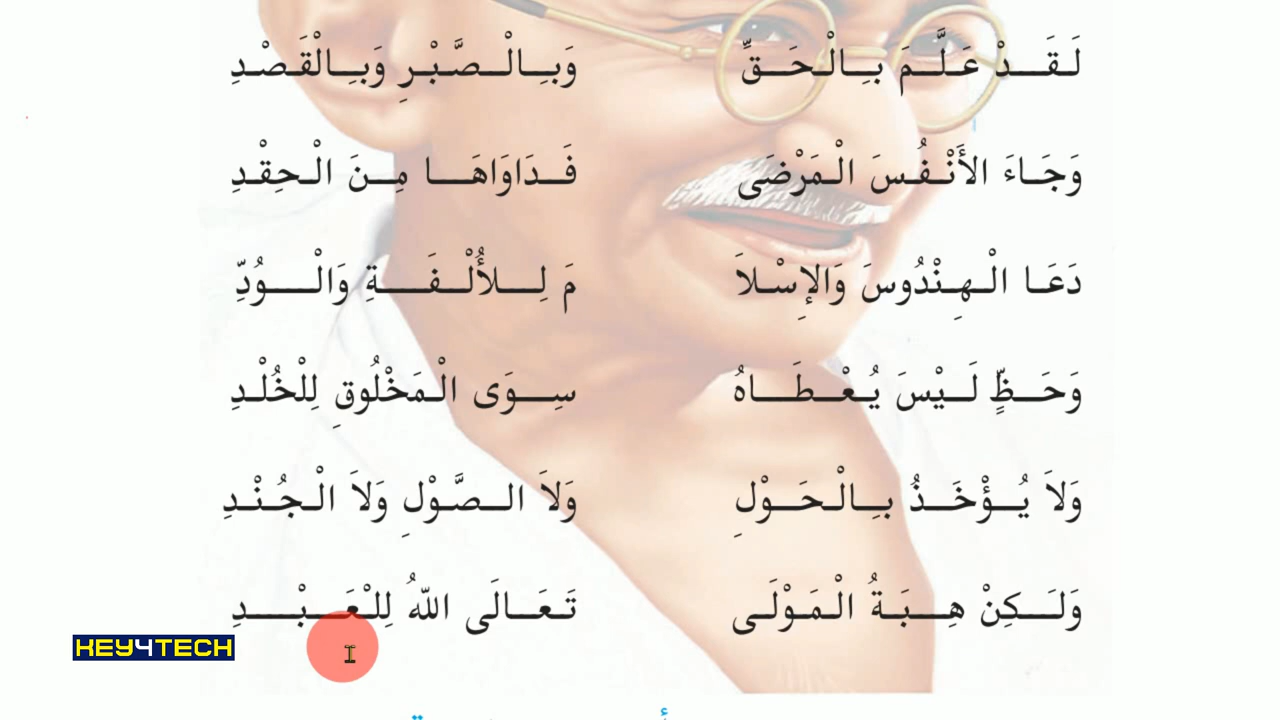 لَقَدْ عَلَّمَ بِالْحَقِّ وَبِالْصَّبْرِ وَبِالْقَصْدِ
وَجَاءَ الأَنْفُسَ الْمَرْضَى فَدَاوَاهَا مِنَ الْحِقْدِ
دَعَا الْهِنْدُوسَ وَالإِسْلاَ مَ لِلأُلْفَةِ وَالْوُدِّ
وَحَظٍّ لَيْسَ يُعْطَاهُ سِوَى الْمَخْلُوقِ لِلْخُلْدِ
وَلاَ يُؤْخَذُ بِالْحَوْلِ وَلاَ الصَّوْلِ وَلاَ الْجُنْدِ
وَلَكِنْ هِبَةُ الْمَوْلَى تَعَالَى اللهُ لِلْعَبْدِ
KEY4TECH